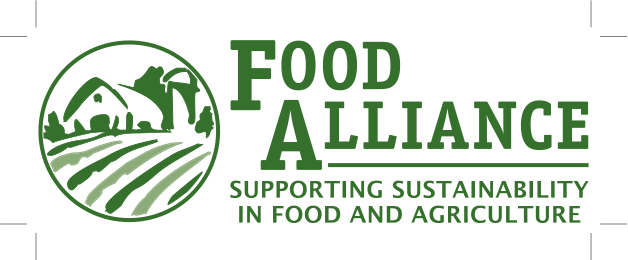 FOOD
ALLIANCE
SUPPORTING SUSTAINABILITY
IN FOOD AND AGRICULTURE